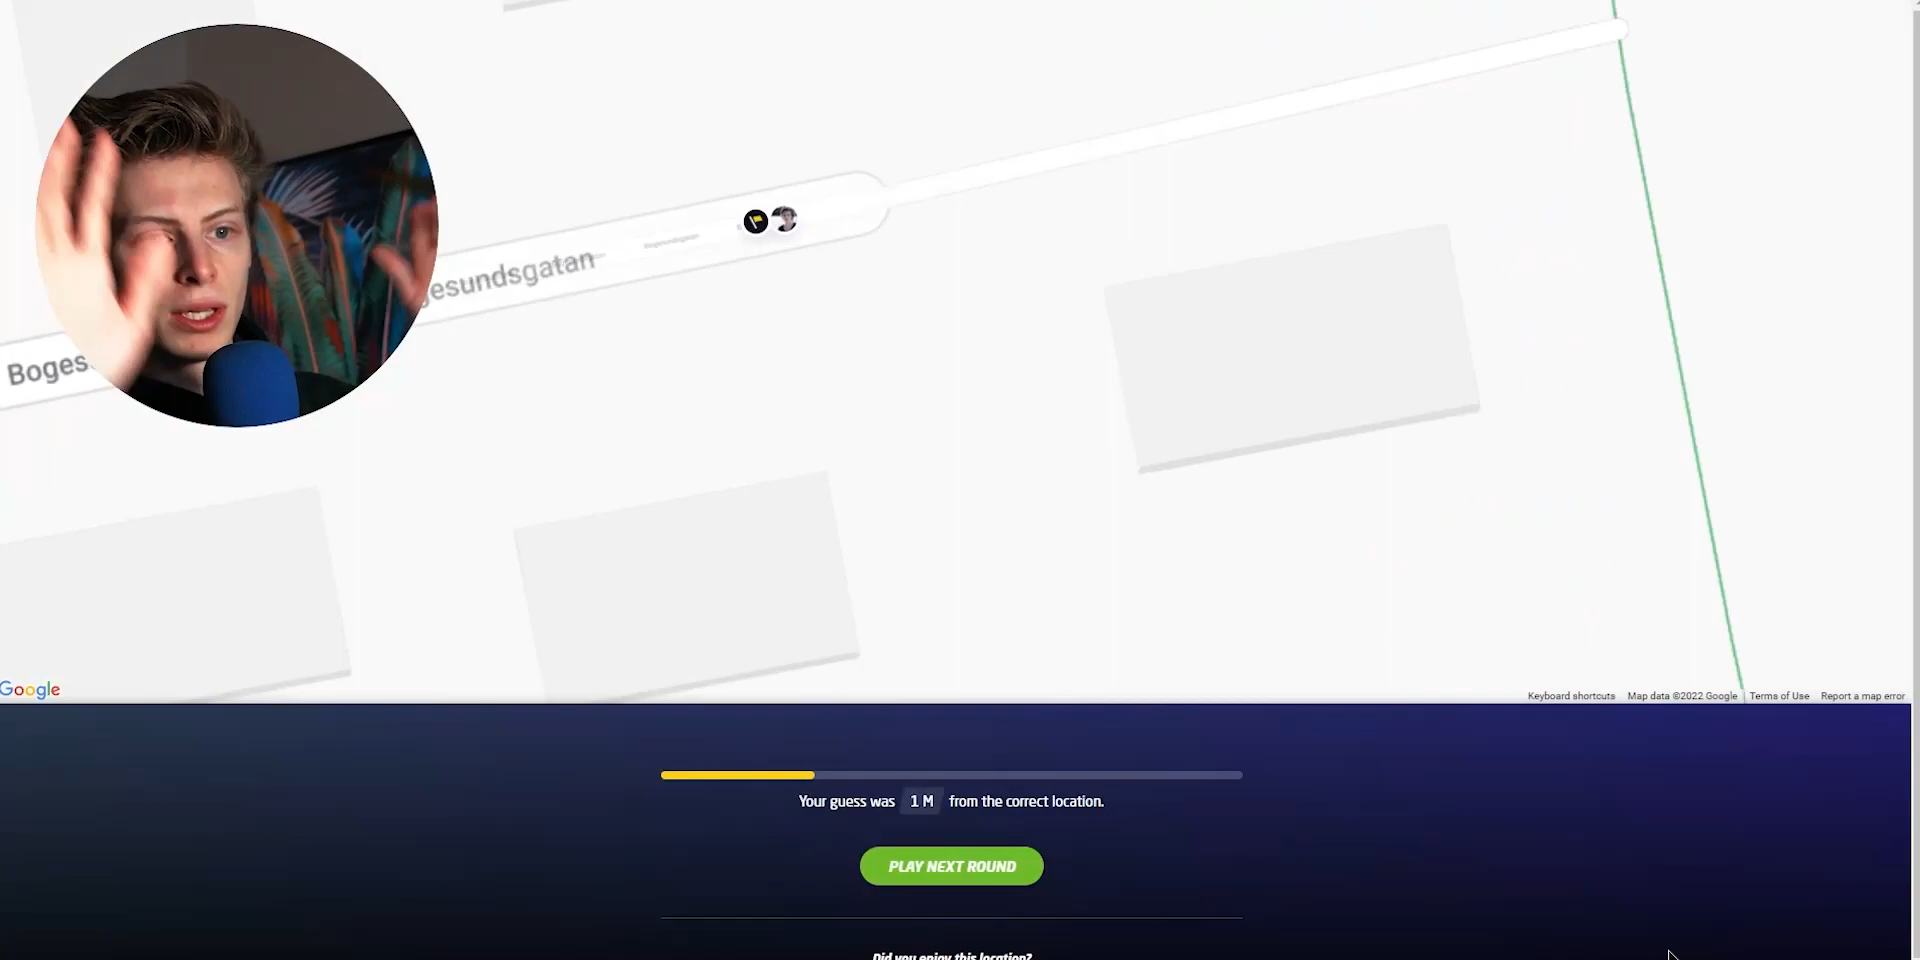 gesundsgatan
Boges
Google
Keyboard shortcuts
Map data ©2022 Google
Terms of Use
Report a map error
Your guess was 1 M from the correct location.
PLAY NEXT ROUND
Did you enjoy this location?